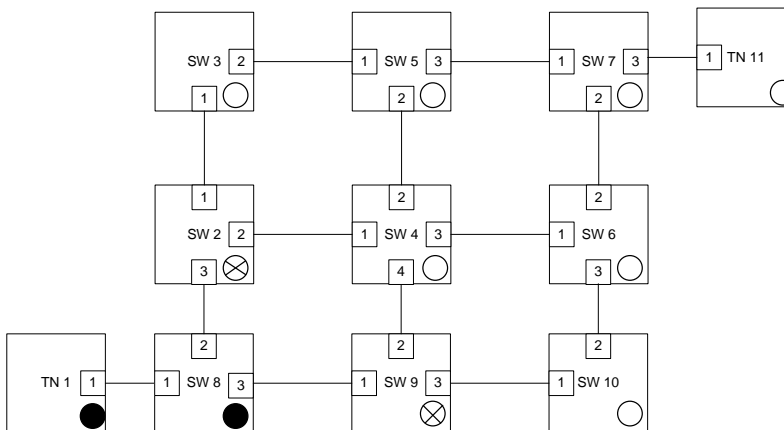 SW 3 2
1
1 SW 5 3
2
1 SW 7 3
2
1 TN 11
1
SW 2 2
3
2
1 SW 4 3
4
2
1 SW 6
3
TN 1 1
2
1 SW 8 3
2
1 SW 9 3
2
1 SW 10